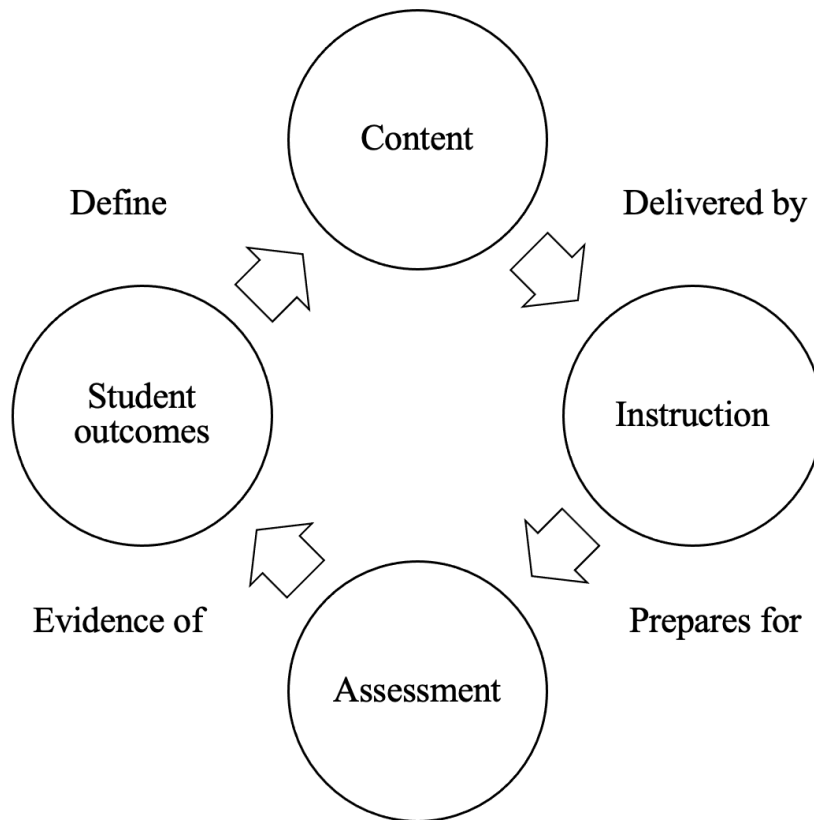 Content
Define
Delivered by
Student
outcomes
Instruction
Evidence of
Prepares for
Assessment